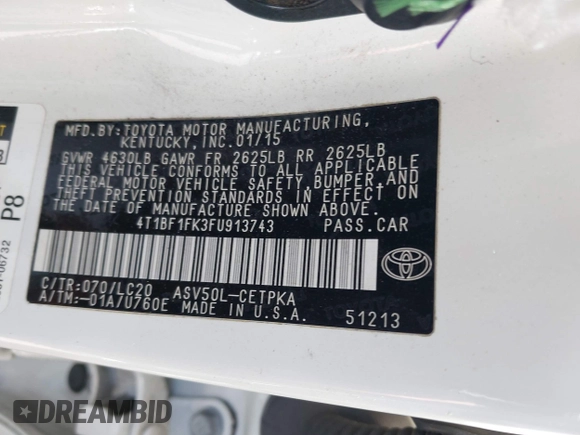 MFD.BY:TOYOTA MOTOR MANUFACTURING,
KENTUCKY,INC.01/15
GVWR 4630LB GAWR FR 2625LB RR 2625LB
THIS VEHICLE CONFORMS TO ALL APPLICABLE
FEDERAL MOTOR VEHICLE SAFETY,BUMPER,AND
THEFT PREVENTION STANDARDS IN EFFECT ON
THE DATE OF MANUFACTURE SHOWN ABOVE.
4T1BF1FK3FU913743 PASS.CAR
C/TR:070/LC20 ASV50L-CETPKA
A/TM:-01A/U760E MADE IN U.S.A.
51213
TOYOTA
P8
DREAMBID